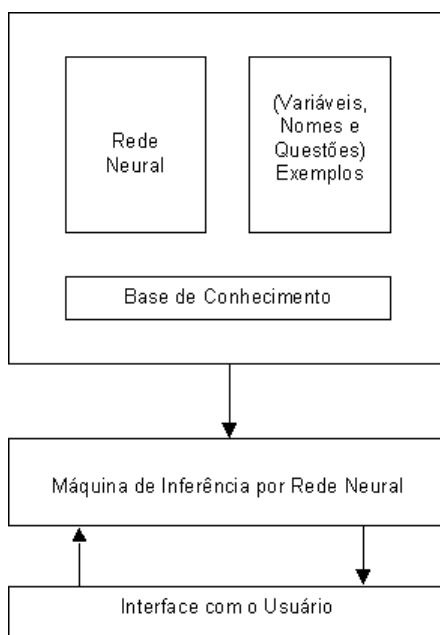 Rede
Neural
(Variáveis,
Nomes e
Questões)
Exemplos
Base de Conhecimento
Máquina de Inferência por Rede Neural
Interface com o Usuário